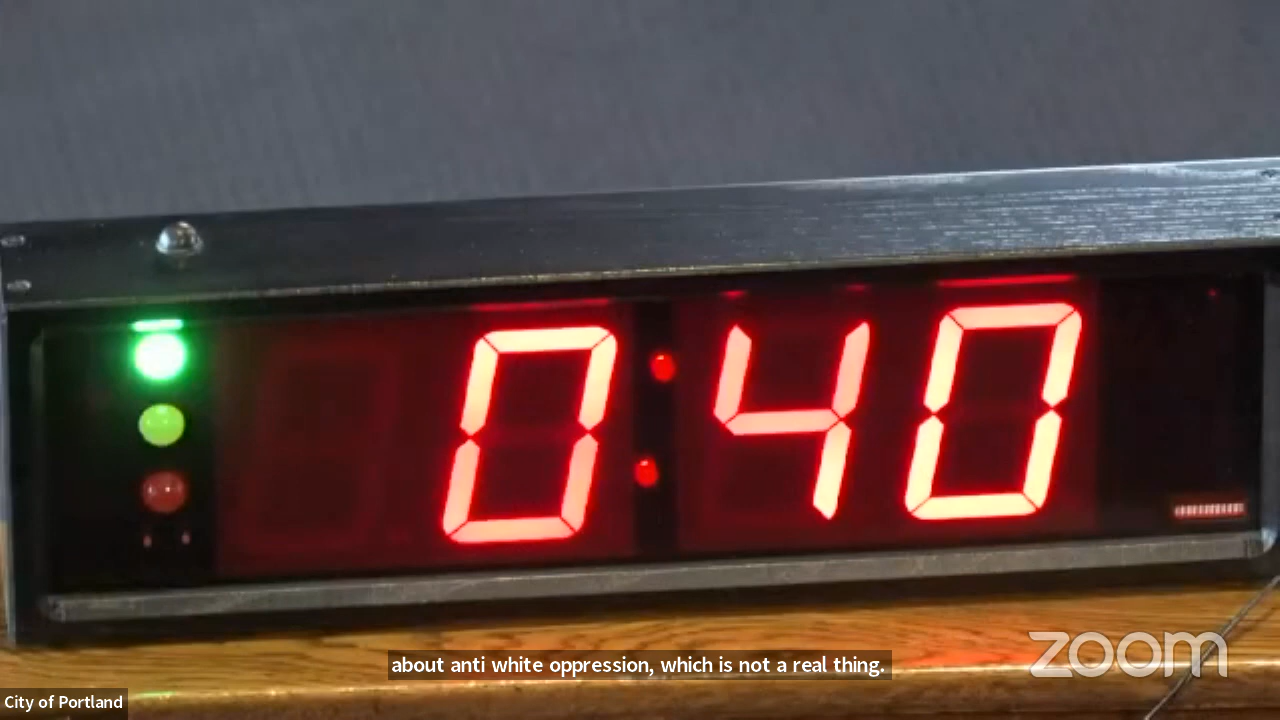 0:40
about anti white oppression, which is not a real thing.
zoom
City of Portland